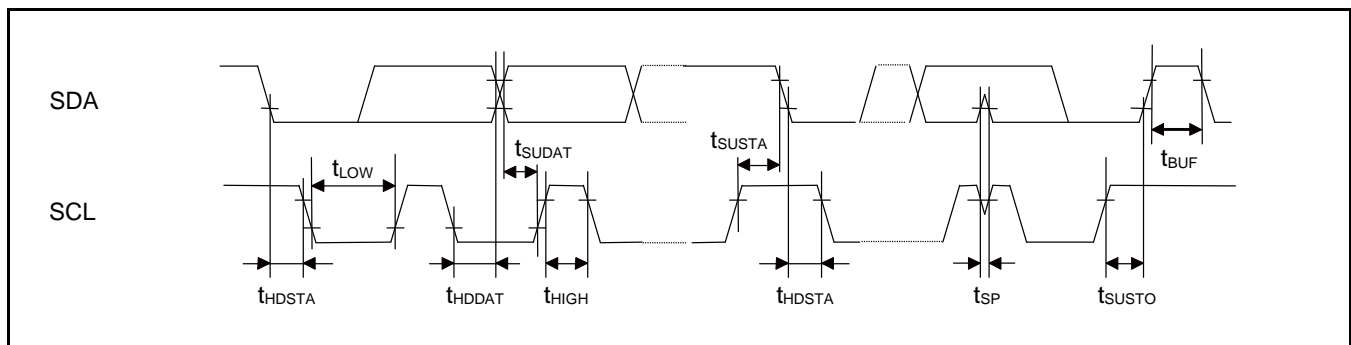 SDA
tSUSTA
tSUDAT
tLOW
tBUF
SCL
tHDSTA
tHDDAT
tHIGH
tHDSTA
tSP
tSUSTO